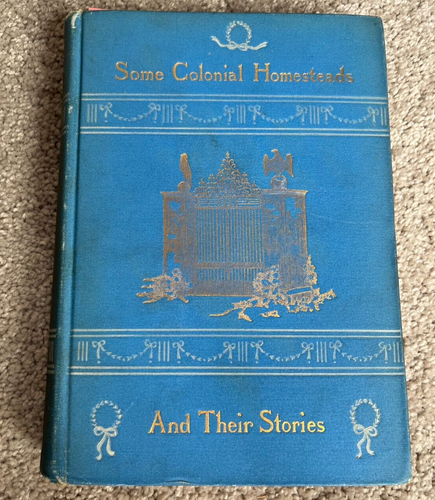 Some Colonial Homesteads
And Their Stories